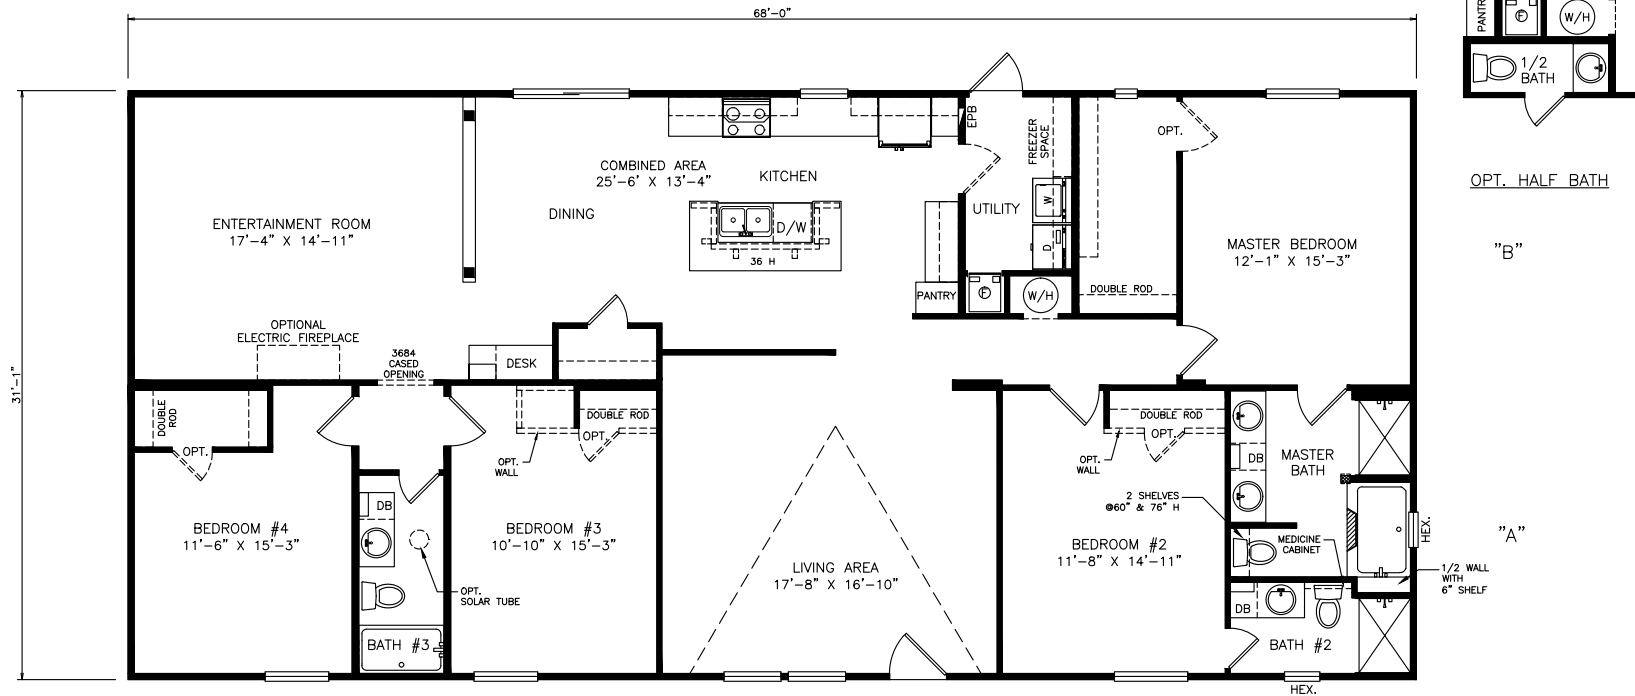 68'-0"
PANTRY
F
W/H
1/2
BATH
OPT. HALF BATH
"B"
"A"
31'-1"
ENTERTAINMENT ROOM
17'-4" X 14'-11"
OPTIONAL
ELECTRIC FIREPLACE
3684
CASED
OPENING
COMBINED AREA
25'-6' X 13'-4"
KITCHEN
DINING
D/W
36 H
DESK
PANTRY
EPB
FREEZER
SPACE
UTILITY
W
D
F
W/H
OPT.
DOUBLE ROD
MASTER BEDROOM
12'-1" X 15'-3"
DOUBLE
ROD
OPT.
BEDROOM #4
11'-6" X 15'-3"
DB
OPT.
SOLAR TUBE
BATH #3
DOUBLE ROD
OPT.
OPT.
WALL
BEDROOM #3
10'-10" X 15'-3"
LIVING AREA
17'-8" X 16'-10"
DOUBLE ROD
OPT.
OPT.
WALL
2 SHELVES
@60" & 76" H
BEDROOM #2
11'-8" X 14'-11"
DB
MASTER
BATH
MEDICINE
CABINET
HEX.
1/2 WALL
WITH
6" SHELF
DB
BATH #2
HEX.